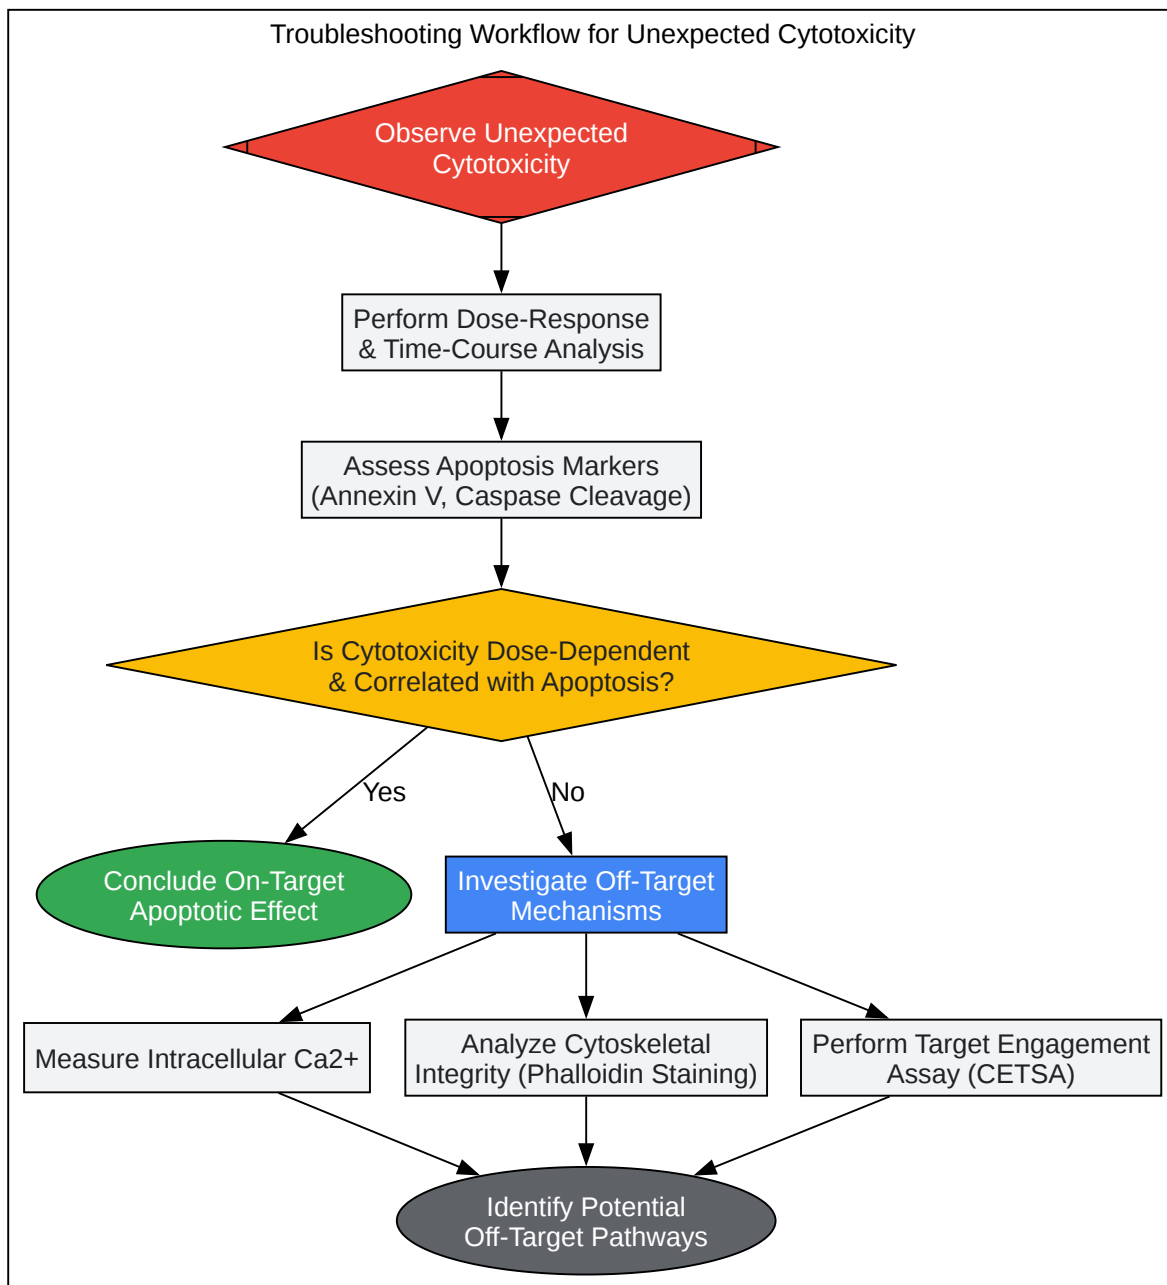 Troubleshooting Workflow for Unexpected Cytotoxicity
Observe Unexpected
Cytotoxicity
Perform Dose-Response
& Time-Course Analysis
Assess Apoptosis Markers
(Annexin V, Caspase Cleavage)
Is Cytotoxicity Dose-Dependent
& Correlated with Apoptosis?
Yes
No
Conclude On-Target
Apoptotic Effect
Investigate Off-Target
Mechanisms
Measure Intracellular Ca2+
Analyze Cytoskeletal
Integrity (Phalloidin Staining)
Perform Target Engagement
Assay (CETSA)
Identify Potential
Off-Target Pathways